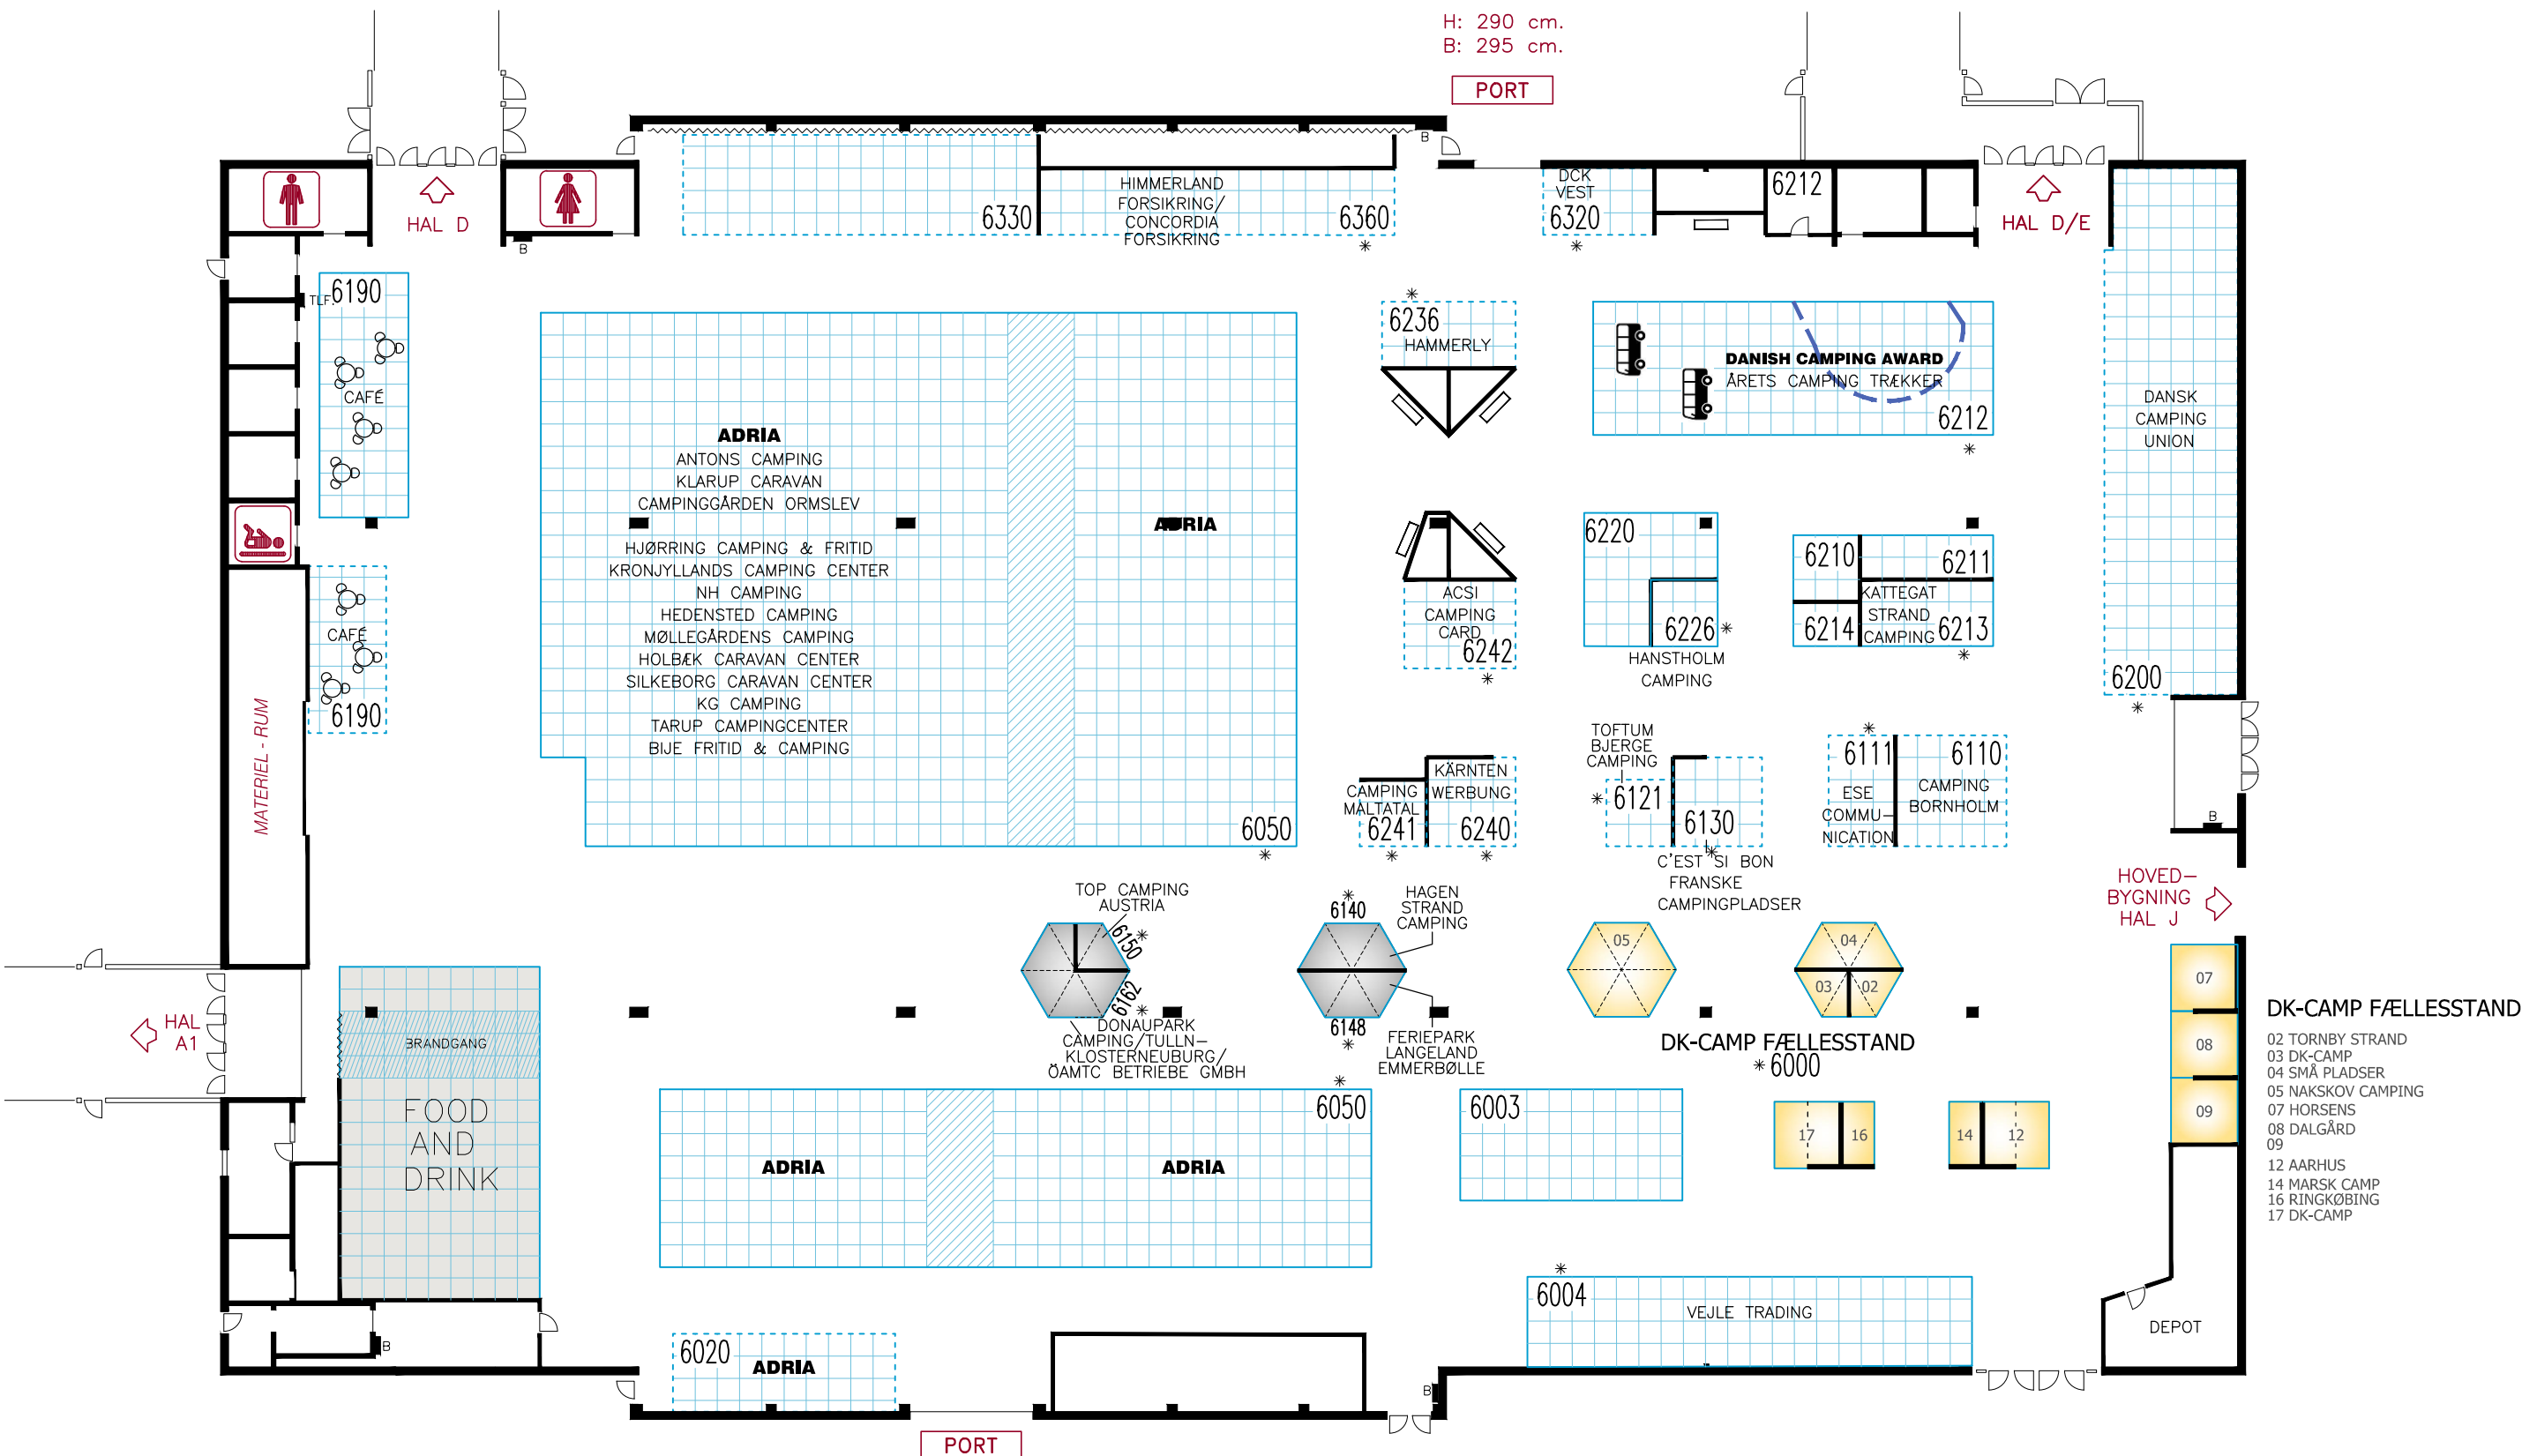 H: 290 cm.
B: 295 cm.
PORT
HAL D
B
B
HIMMERLAND
FORSIKRING/
CONCORDIA
FORSIKRING
6330
6360
*
DCK
VEST
6320
*
6212
HAL D/E
TLF.
6190
CAFÉ
CAFÉ
6190
MATERIEL - RUM
ADRIA
ANTONS CAMPING
KLARUP CARAVAN
CAMPINGGÅRDEN ORMSLEV
HJØRRING CAMPING & FRITID
KRONJYLLANDS CAMPING CENTER
NH CAMPING
HEDENSTED CAMPING
MØLLEGÅRDENS CAMPING
HOLBÆK CARAVAN CENTER
SILKEBORG CARAVAN CENTER
KG CAMPING
TARUP CAMPINGCENTER
BIJE FRITID & CAMPING
ADRIA
6050
*
*
6236
HAMMERLY
DANISH CAMPING AWARD
ÅRETS CAMPING TRÆKKER
6212
*
DANSK
CAMPING
UNION
6200
*
ACSI
CAMPING
CARD
6242
*
6220
6226 *
HANSTHOLM
CAMPING
6210
6211
6214
KATTEGAT
STRAND
CAMPING
6213
*
CAMPING
MALTATAL
6241
*
KÄRNTEN
WERBUNG
6240
*
TOFTUM
BJERGE
CAMPING
* 6121
6130
*
C'EST SI BON
FRANSKE
CAMPINGPLADSER
*
6111
ESE
COMMU-
NICATION
6110
CAMPING
BORNHOLM
B
HOVED-
BYGNING
HAL J
TOP CAMPING
AUSTRIA
6150
*
6162
*
DONAUPARK
CAMPING/TULLN-
KLOSTERNEUBURG/
ÖAMTC BETRIEBE GMBH
*
6140
HAGEN
STRAND
CAMPING
6148
*
FERIEPARK
LANGELAND
EMMERBØLLE
05
04
03
02
DK-CAMP FÆLLESSTAND
* 6000
07
08
09
DK-CAMP FÆLLESSTAND
02 TORNBY STRAND
03 DK-CAMP
04 SMÅ PLADSER
05 NAKSKOV CAMPING
07 HORSENS
08 DALGÅRD
09
12 AARHUS
14 MARSK CAMP
16 RINGKØBING
17 DK-CAMP
HAL
A1
BRANDGANG
FOOD
AND
DRINK
ADRIA
ADRIA
*
6050
6003
17
16
14
12
*
6004
VEJLE TRADING
DEPOT
B
6020
ADRIA
B
PORT